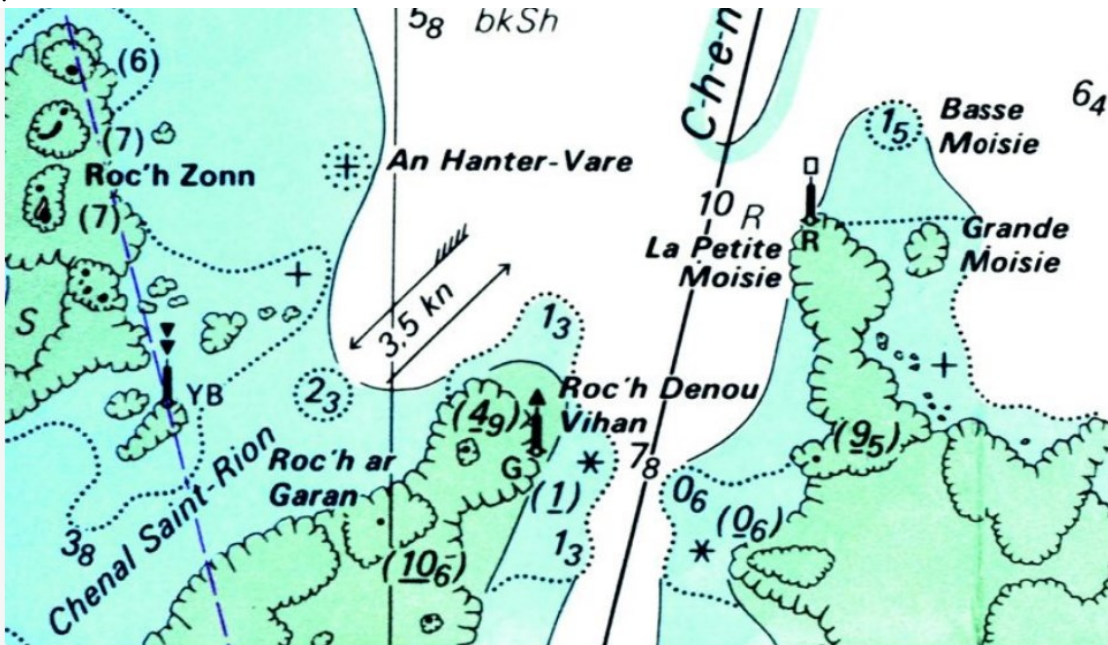 5₈ bkSh
C-h-e-n
(6)
6₄
Basse
Moisie
1₅
(7)
An Hanter-Vare
Roc'h Zonn
10 R
(7)
La Petite
Moisie
R
Grande
Moisie
S
3,5 kn
1₃
YB
2₃
Roc'h Denou
Vihan
(4₉)
(9₅)
Roc'h ar
Garan
G
7₈
(1)
0₆
(0₆)
3₈
Chenal Saint-Rion
1₃
(10₆)